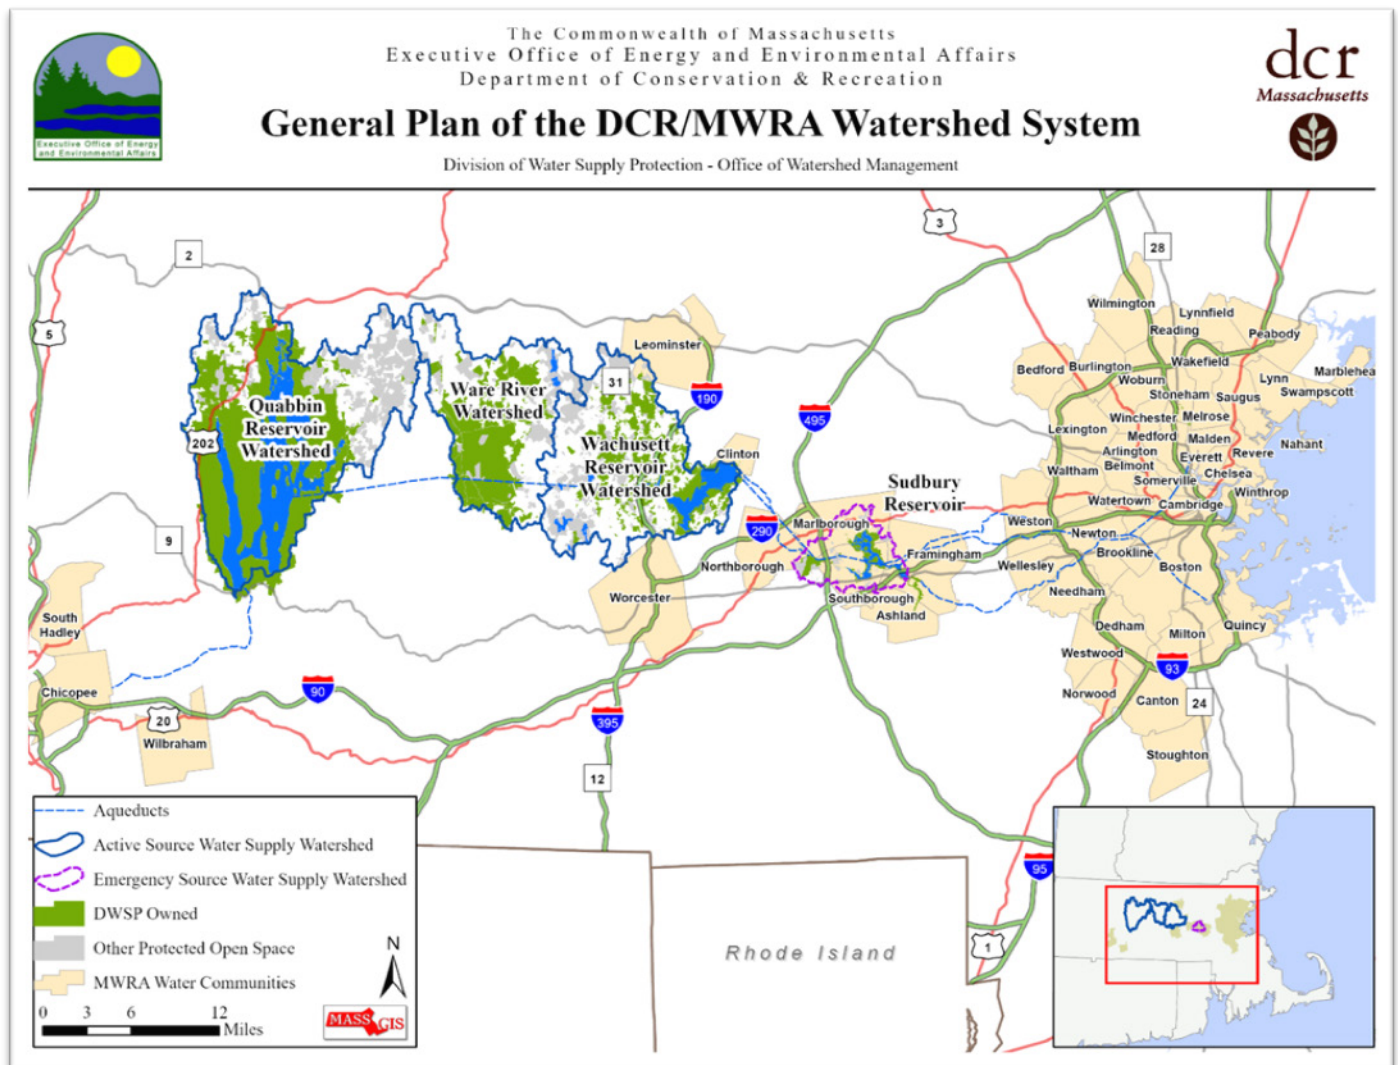 The Commonwealth of Massachusetts
Executive Office of Energy and Environmental Affairs
Department of Conservation & Recreation
General Plan of the DCR/MWRA Watershed System
Division of Water Supply Protection - Office of Watershed Management
Executive Office of Energy
and Environmental Affairs
dcr
Massachusetts
2
3
28
5
Wilmington
Lynnfield
Reading
Peabody
Leominster
Wakefield
Bedford
Burlington
Marblehea
Woburn
Lynn
31
Stoneham
Saugus
Swampscott
190
Ware River
Watershed
Quabbin
Reservoir
Watershed
495
Winchester
Melrose
Lexington
Medford
Malden
Nahant
202
Wachusett
Reservoir
Watershed
Clinton
Arlington
Everett
Revere
Waltham
Belmont
Chelsea
Somerville
Sudbury
Reservoir
Winthrop
Watertown
Cambridge
290
Marlborough
Weston
Newton
9
Framingham
Brookline
Northborough
Wellesley
Boston
Needham
Worcester
Southborough
Ashland
South
Hadley
Dedham
Milton
Quincy
Westwood
93
Chicopee
90
Norwood
Canton
24
20
395
Wilbraham
Stoughton
12
Aqueducts
Active Source Water Supply Watershed
Emergency Source Water Supply Watershed
DWSP Owned
Other Protected Open Space
MWRA Water Communities
0 3 6 12
Miles
N
MASS GIS
95
1
Rhode Island